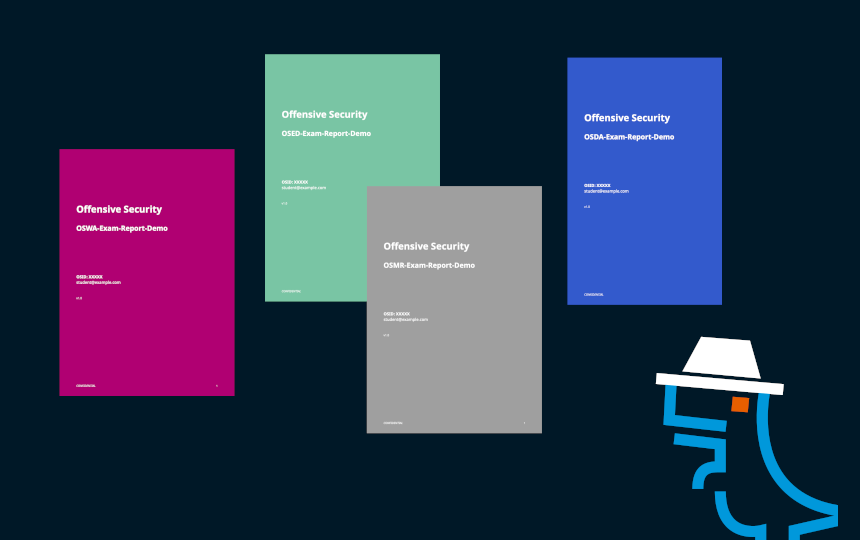 Offensive Security
OSWA-Exam-Report-Demo
OSID: XXXXX
student@example.com
v1.0
CONFIDENTIAL
Offensive Security
OSED-Exam-Report-Demo
OSID: XXXXX
student@example.com
v1.0
CONFIDENTIAL
Offensive Security
OSMR-Exam-Report-Demo
OSID: XXXXX
student@example.com
v1.0
CONFIDENTIAL
Offensive Security
OSDA-Exam-Report-Demo
OSID: XXXXX
student@example.com
v1.0
CONFIDENTIAL